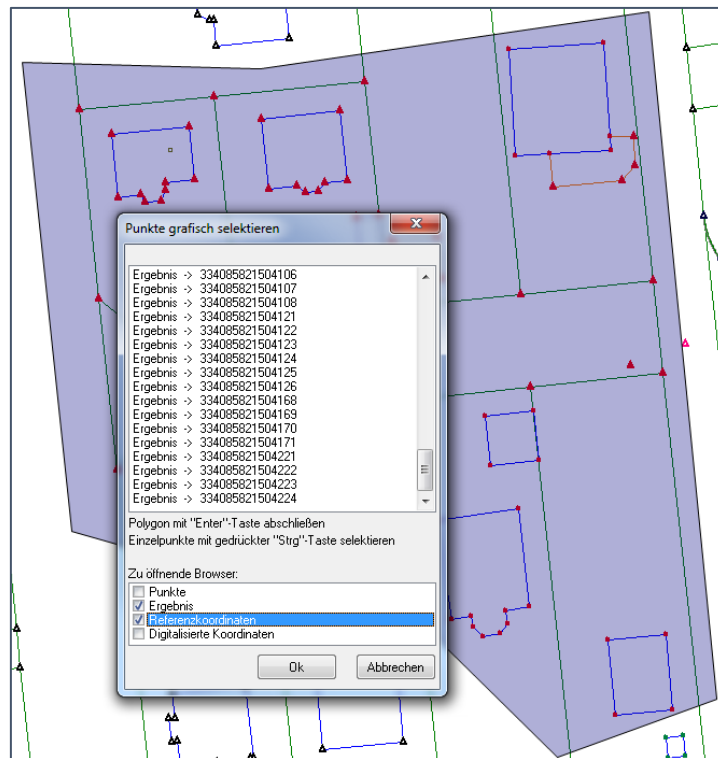 Punkte grafisch selektieren
Ergebnis -> 334085821504106
Ergebnis -> 334085821504107
Ergebnis -> 334085821504108
Ergebnis -> 334085821504121
Ergebnis -> 334085821504122
Ergebnis -> 334085821504123
Ergebnis -> 334085821504124
Ergebnis -> 334085821504125
Ergebnis -> 334085821504126
Ergebnis -> 334085821504168
Ergebnis -> 334085821504169
Ergebnis -> 334085821504170
Ergebnis -> 334085821504171
Ergebnis -> 334085821504221
Ergebnis -> 334085821504222
Ergebnis -> 334085821504223
Ergebnis -> 334085821504224
Polygon mit "Enter"-Taste abschließen
Einzelpunkte mit gedrückter "Strg"-Taste selektieren
Zu öffnende Browser:
Punkte
Ergebnis
Referenzkoordinaten
Digitalisierte Koordinaten
Ok Abbrechen